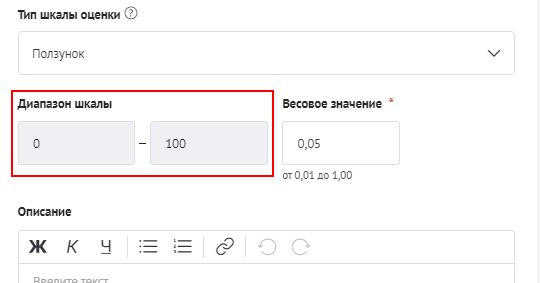 Тип шкалы оценки ?
Ползунок
Диапазон шкалы Весовое значение *
0 – 100 0,05
от 0,01 до 1,00
Описание
Ж К Ч
Введите текст